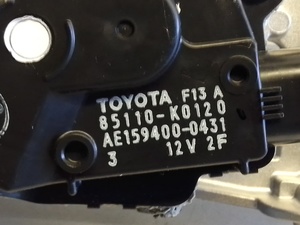 TOYOTA F13 A
85110-K0120
AE159400-0431
3 12V 2F